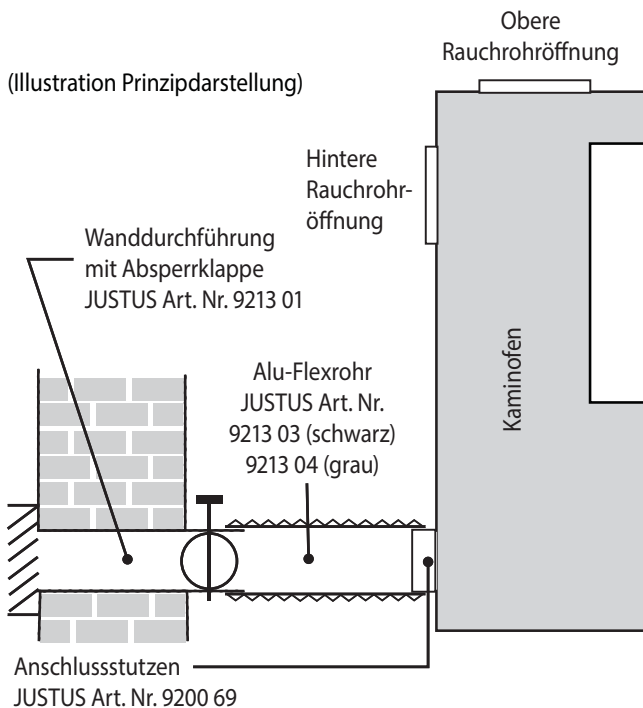 Obere
Rauchrohröffnung
(Illustration Prinzipdarstellung)
Hintere
Rauchrohr-
öffnung
Wanddurchführung
mit Absperrklappe
JUSTUS Art. Nr. 9213 01
Alu-Flexrohr
JUSTUS Art. Nr.
9213 03 (schwarz)
9213 04 (grau)
Kaminofen
Anschlussstutzen
JUSTUS Art. Nr. 9200 69